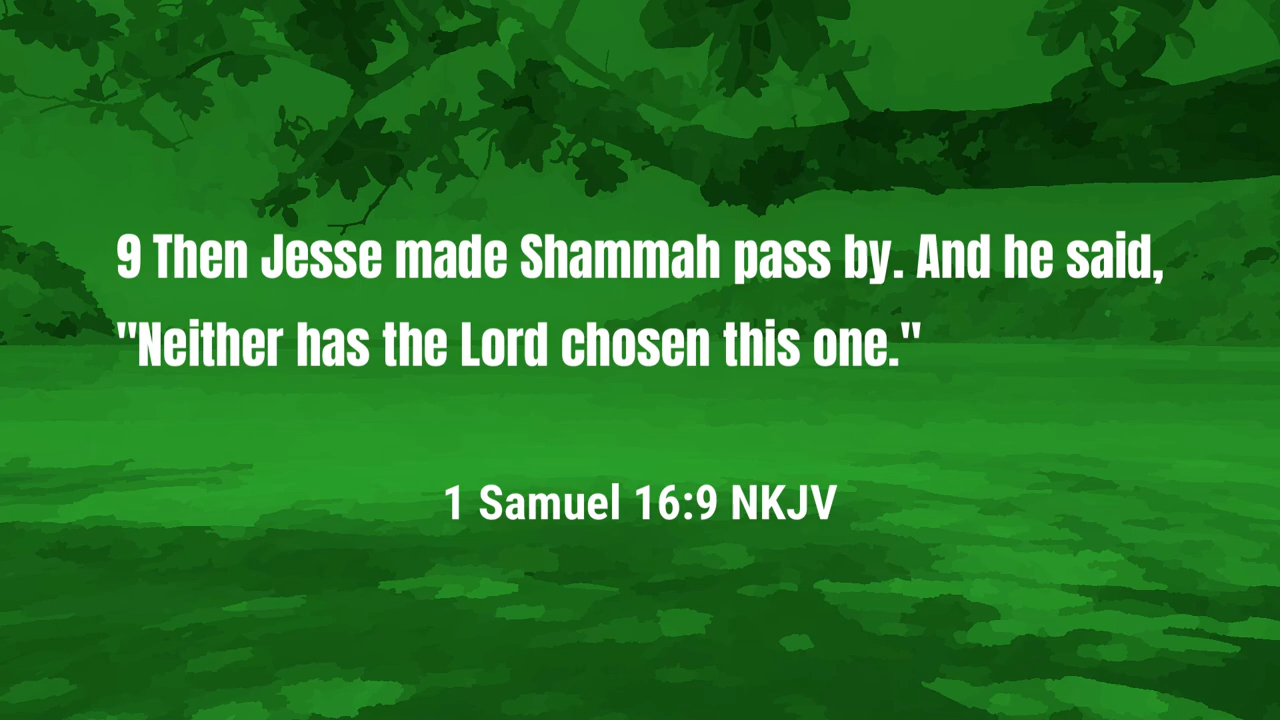 9 Then Jesse made Shammah pass by. And he said,
"Neither has the Lord chosen this one."
1 Samuel 16:9 NKJV